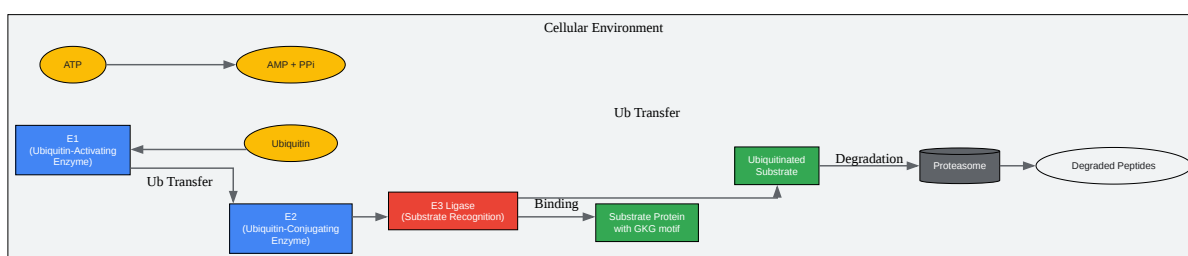 Cellular Environment
ATP
AMP + PPi
Ub Transfer
E1
(Ubiquitin-Activating
Enzyme)
Ubiquitin
Ub Transfer
Ubiquitinated
Substrate
Degradation
Proteasome
Degraded Peptides
E2
(Ubiquitin-Conjugating
Enzyme)
E3 Ligase
(Substrate Recognition)
Binding
Substrate Protein
with GKG motif